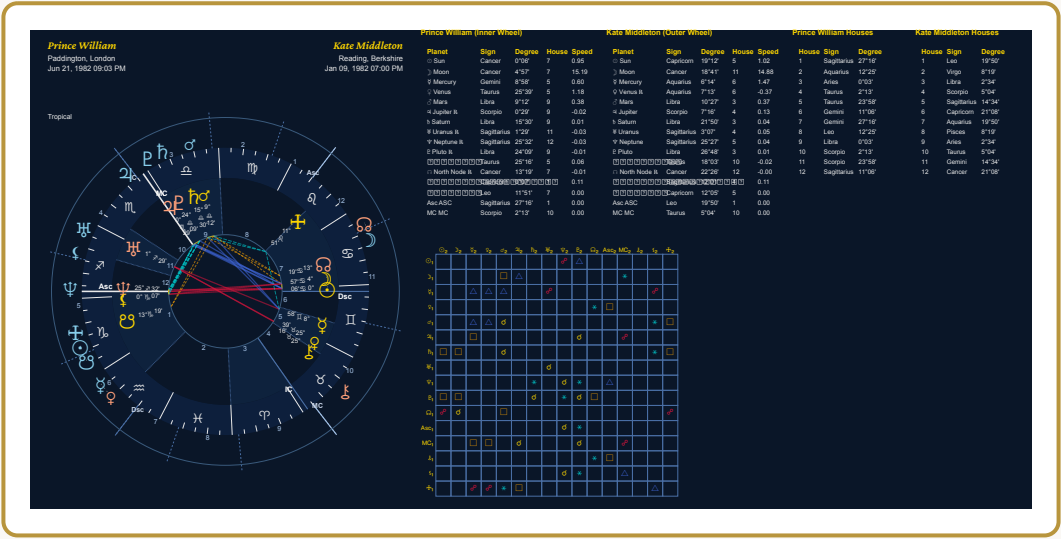 Prince William
Paddington, London
Jun 21, 1982 09:03 PM
Kate Middleton
Reading, Berkshire
Jan 09, 1982 07:00 PM
Tropical
Prince William (Inner Wheel)
Planet Sign Degree House Speed
☉ Sun Cancer 0°06' 7 0.95
☽ Moon Cancer 4°57' 7 15.19
☿ Mercury Gemini 8°58' 5 0.60
♀ Venus Taurus 25°39' 5 1.18
♂ Mars Libra 9°12' 9 0.38
♃ Jupiter ℞ Scorpio 0°29' 9 -0.02
♄ Saturn Libra 15°30' 9 0.01
♅ Uranus ℞ Sagittarius 1°29' 11 -0.03
♆ Neptune ℞ Sagittarius 25°32' 12 -0.03
♇ Pluto ℞ Libra 24°09' 9 -0.01
Taurus 25°16' 5 0.06
☊ North Node ℞ Cancer 13°19' 7 -0.01
0.11
Leo 11°51' 7 0.00
Asc ASC Sagittarius 27°16' 1 0.00
MC MC Scorpio 2°13' 10 0.00
Kate Middleton (Outer Wheel)
Planet Sign Degree House Speed
☉ Sun Capricorn 19°12' 5 1.02
☽ Moon Cancer 18°41' 11 14.88
☿ Mercury Aquarius 6°14' 6 1.47
♀ Venus ℞ Aquarius 7°13' 6 -0.37
♂ Mars Libra 10°27' 3 0.37
♃ Jupiter Scorpio 7°16' 4 0.13
♄ Saturn Libra 21°50' 3 0.04
♅ Uranus Sagittarius 3°07' 4 0.05
♆ Neptune Sagittarius 25°27' 5 0.04
♇ Pluto Libra 26°48' 3 0.01
18°03' 10 -0.02
☊ North Node ℞ Cancer 22°26' 12 -0.00
0.11
Capricorn 12°05' 5 0.00
Asc ASC Leo 19°50' 1 0.00
MC MC Taurus 5°04' 10 0.00
Prince William Houses
House Sign Degree
1 Sagittarius 27°16'
2 Aquarius 12°25'
3 Aries 0°03'
4 Taurus 2°13'
5 Taurus 23°58'
6 Gemini 11°06'
7 Gemini 27°16'
8 Leo 12°25'
9 Libra 0°03'
10 Scorpio 2°13'
11 Scorpio 23°58'
12 Sagittarius 11°06'
Kate Middleton Houses
House Sign Degree
1 Leo 19°50'
2 Virgo 8°19'
3 Libra 2°34'
4 Scorpio 5°04'
5 Sagittarius 14°34'
6 Capricorn 21°08'
7 Aquarius 19°50'
8 Pisces 8°19'
9 Aries 2°34'
10 Taurus 5°04'
11 Gemini 14°34'
12 Cancer 21°08'
Asc
MC
Asc
Dsc
IC
MC
Dsc